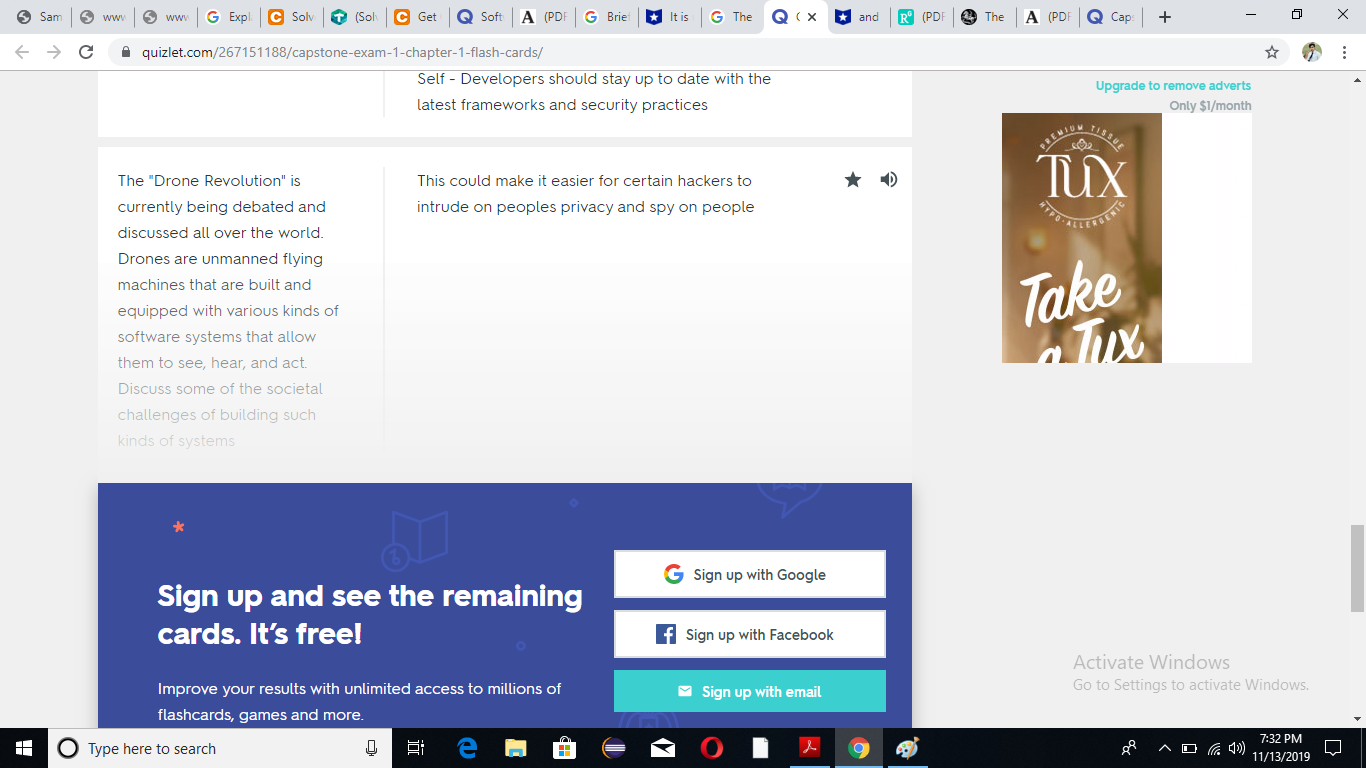 Sam
www
www
Expl
Solv
(Solv
Get
Soft
(PDF
Brief
It is
The
C
and
(PDF
The
(PDF
Cap
quizlet.com/267151188/capstone-exam-1-chapter-1-flash-cards/
Self - Developers should stay up to date with the
latest frameworks and security practices
Upgrade to remove adverts
Only $1/month
PREMIUM TISSUE
TUX
HYPO-ALLERGENIC
Take
a Tux
The "Drone Revolution" is
currently being debated and
discussed all over the world.
Drones are unmanned flying
machines that are built and
equipped with various kinds of
software systems that allow
them to see, hear, and act.
Discuss some of the societal
challenges of building such
kinds of systems
This could make it easier for certain hackers to
intrude on peoples privacy and spy on people
Sign up and see the remaining
cards. It's free!
Improve your results with unlimited access to millions of
flashcards, games and more.
Sign up with Google
Sign up with Facebook
Sign up with email
Activate Windows
Go to Settings to activate Windows.
Type here to search
7:32 PM
11/13/2019